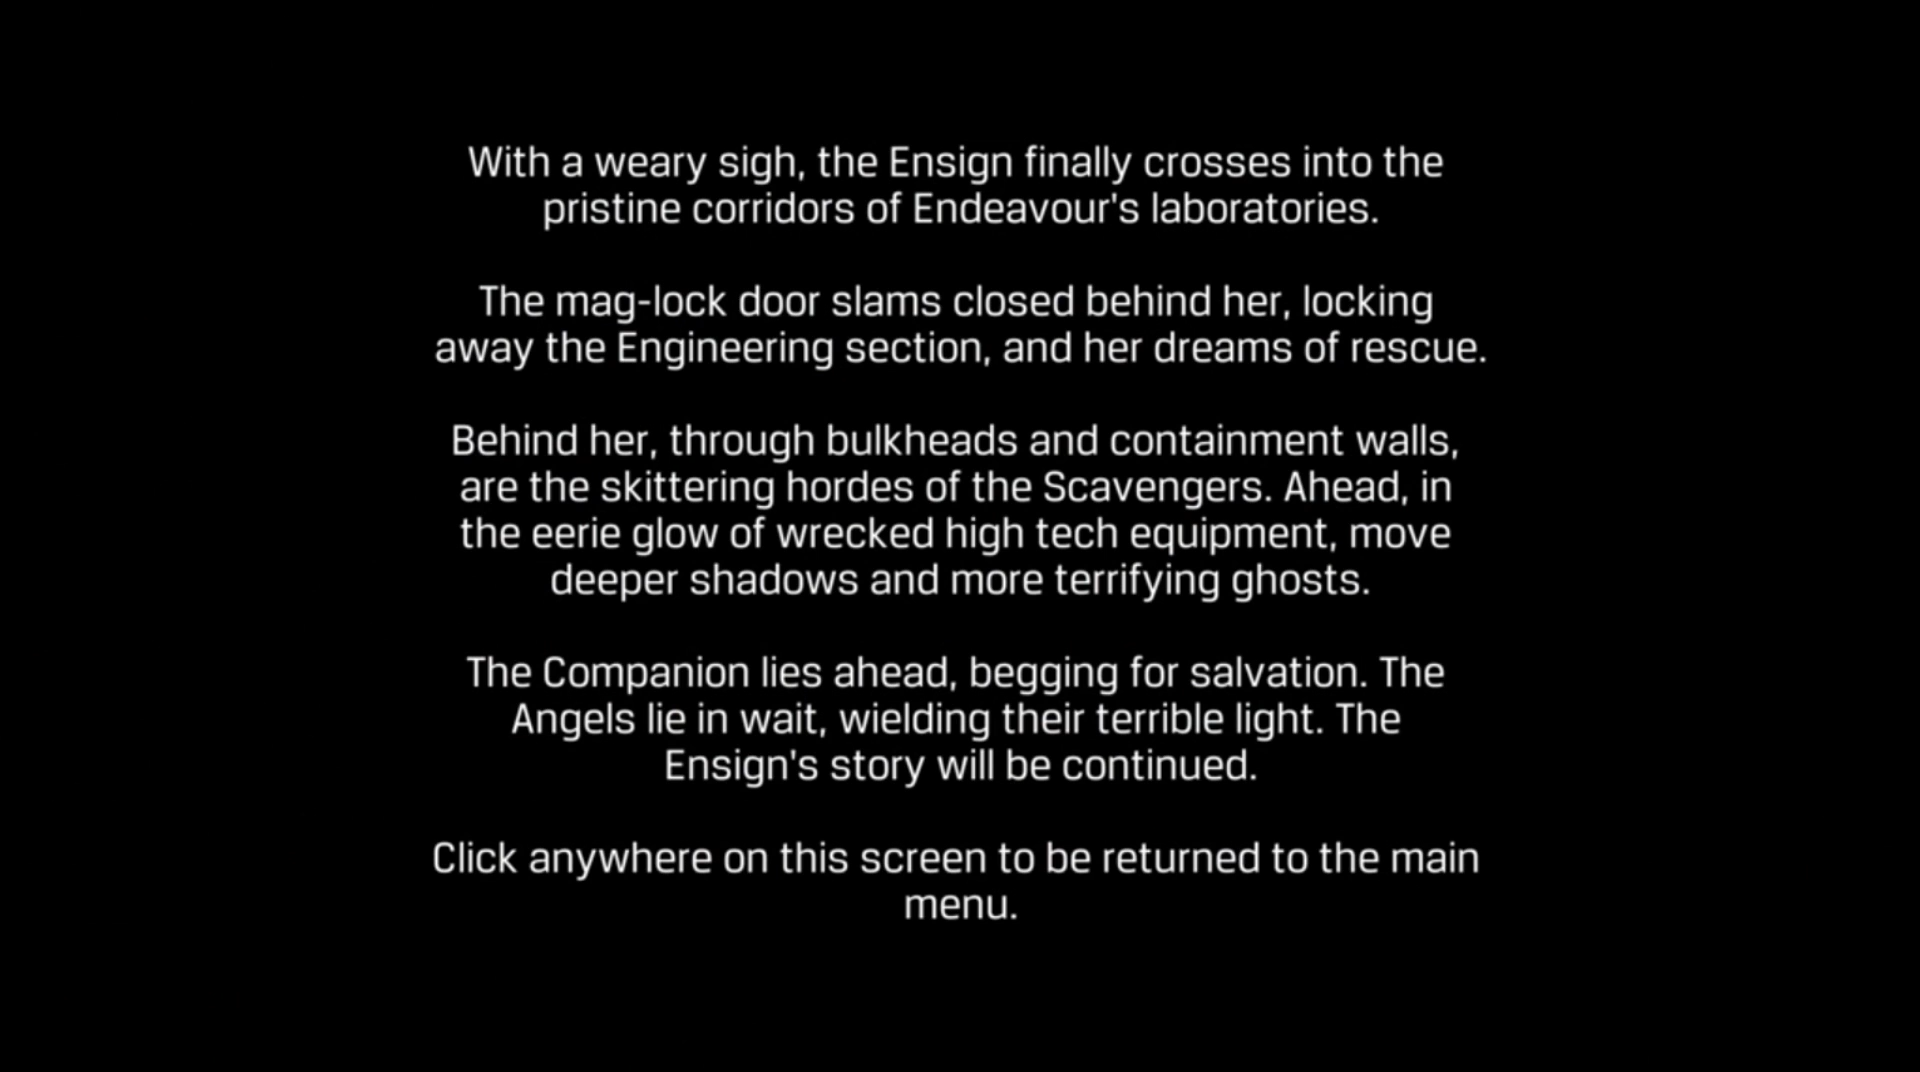 With a weary sigh, the Ensign finally crosses into the
pristine corridors of Endeavour's laboratories.
The mag-lock door slams closed behind her, locking
away the Engineering section, and her dreams of rescue.
Behind her, through bulkheads and containment walls,
are the skittering hordes of the Scavengers. Ahead, in
the eerie glow of wrecked high tech equipment, move
deeper shadows and more terrifying ghosts.
The Companion lies ahead, begging for salvation. The
Angels lie in wait, wielding their terrible light. The
Ensign's story will be continued.
Click anywhere on this screen to be returned to the main
menu.